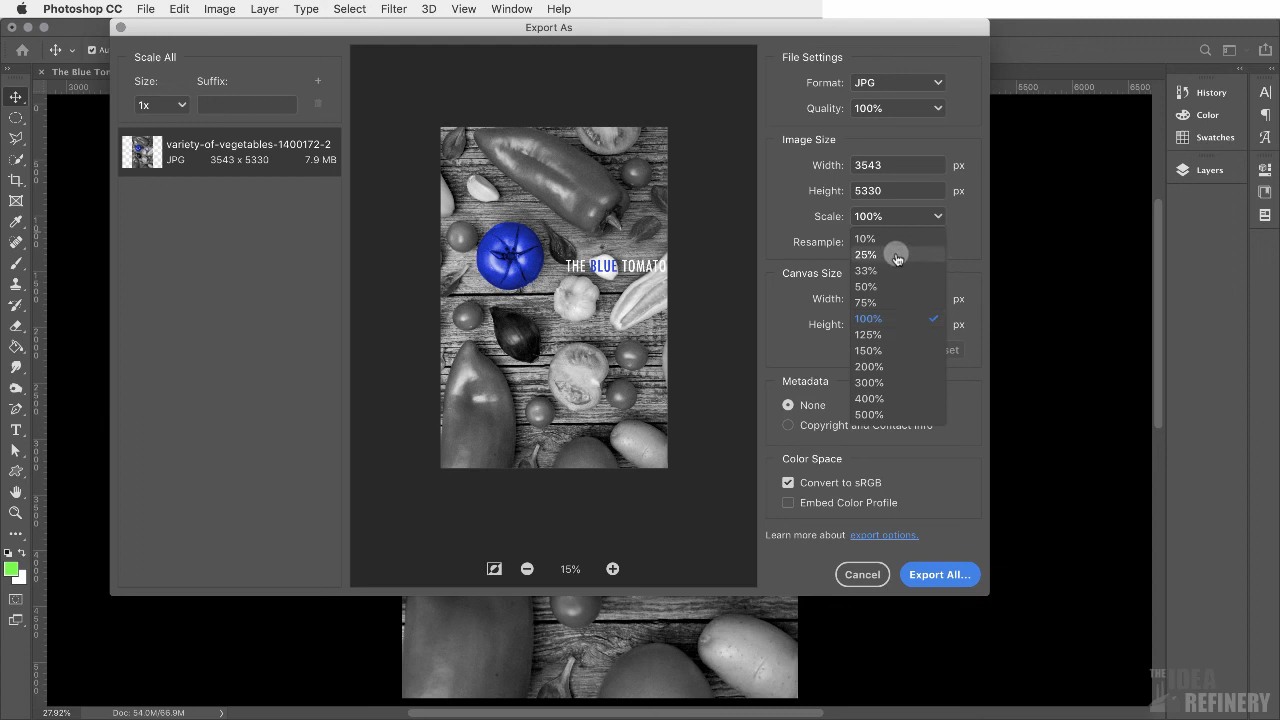 Photoshop CC File Edit Image Layer Type Select Filter 3D View Window Help
Export As
Au
The Blue Ton
3000
5500 6000 6500
Scale All
Size: Suffix:
1x
variety-of-vegetables-1400172-2
JPG 3543 x 5330 7.9 MB
THE BLUE TOMATO
15%
File Settings
Format: JPG
Quality: 100%
Image Size
Width: 3543 px
Height: 5330 px
Scale: 100%
Resample:
10%
25%
33%
50%
75%
100%
125%
150%
200%
300%
400%
500%
Canvas Size
Width: px
Height: px
set
Metadata
None
Copyright and Contact Info
Color Space
Convert to sRGB
Embed Color Profile
Learn more about export options.
Cancel Export All...
History
Color
Swatches
Layers
27.92% Doc: 54.0M/66.9M
THE IDEA
REFINERY